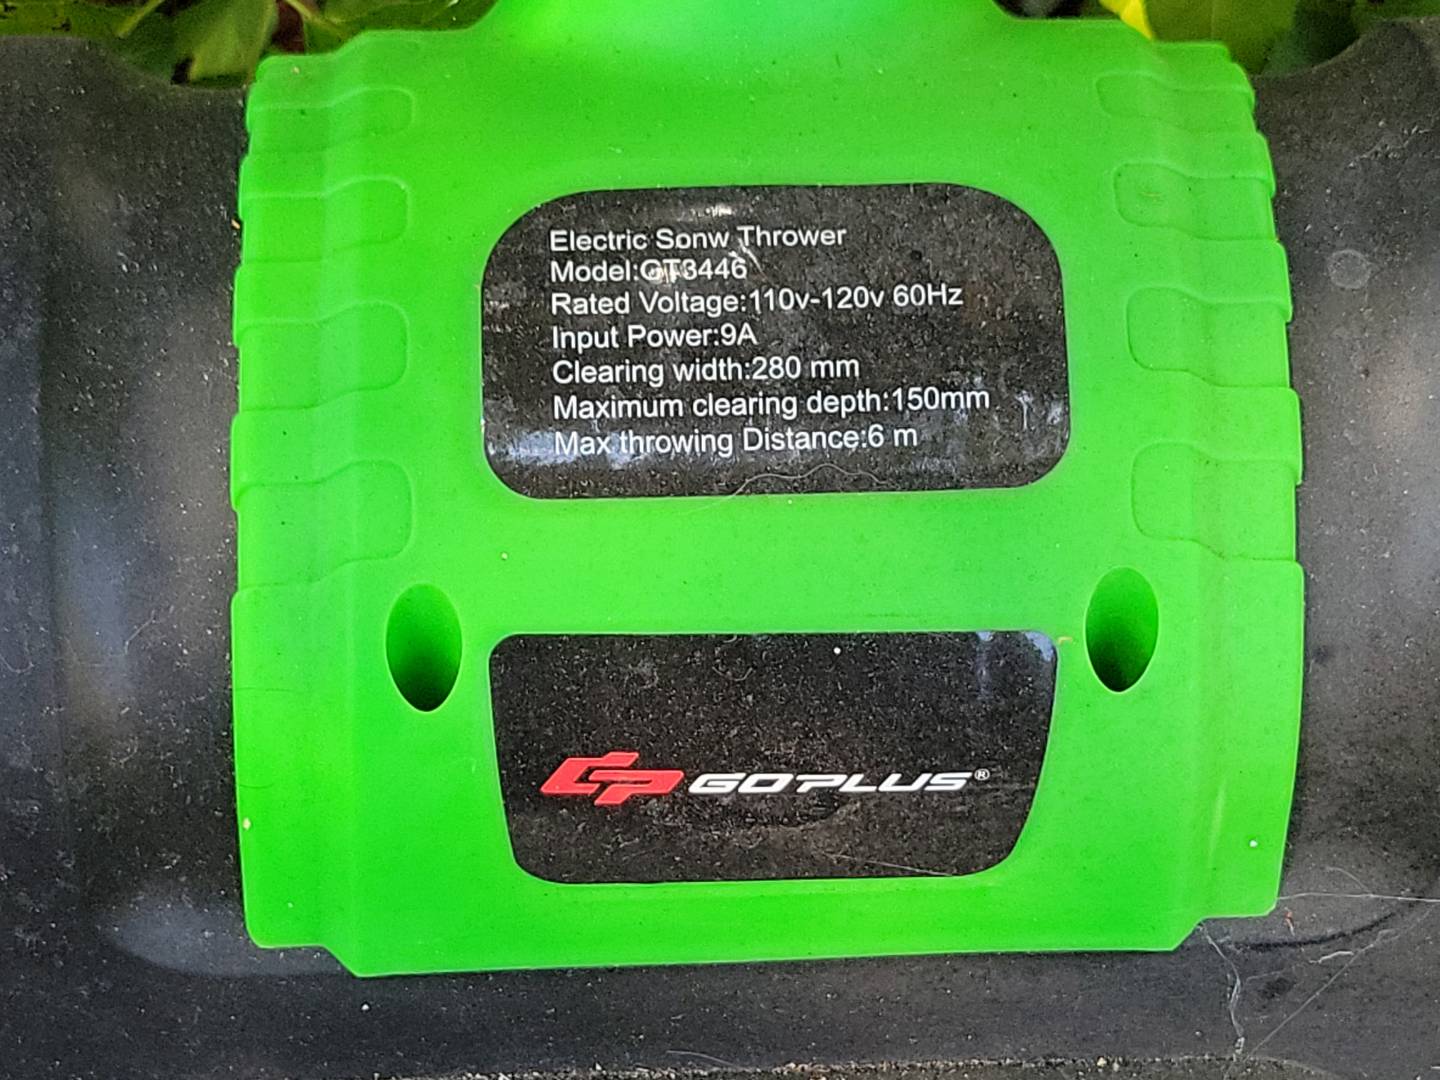 Electric Sonw Thrower
Model:GT3446
Rated Voltage:110v-120v 60Hz
Input Power:9A
Clearing width:280 mm
Maximum clearing depth:150mm
Max throwing Distance:6 m
GP GOPLUS®